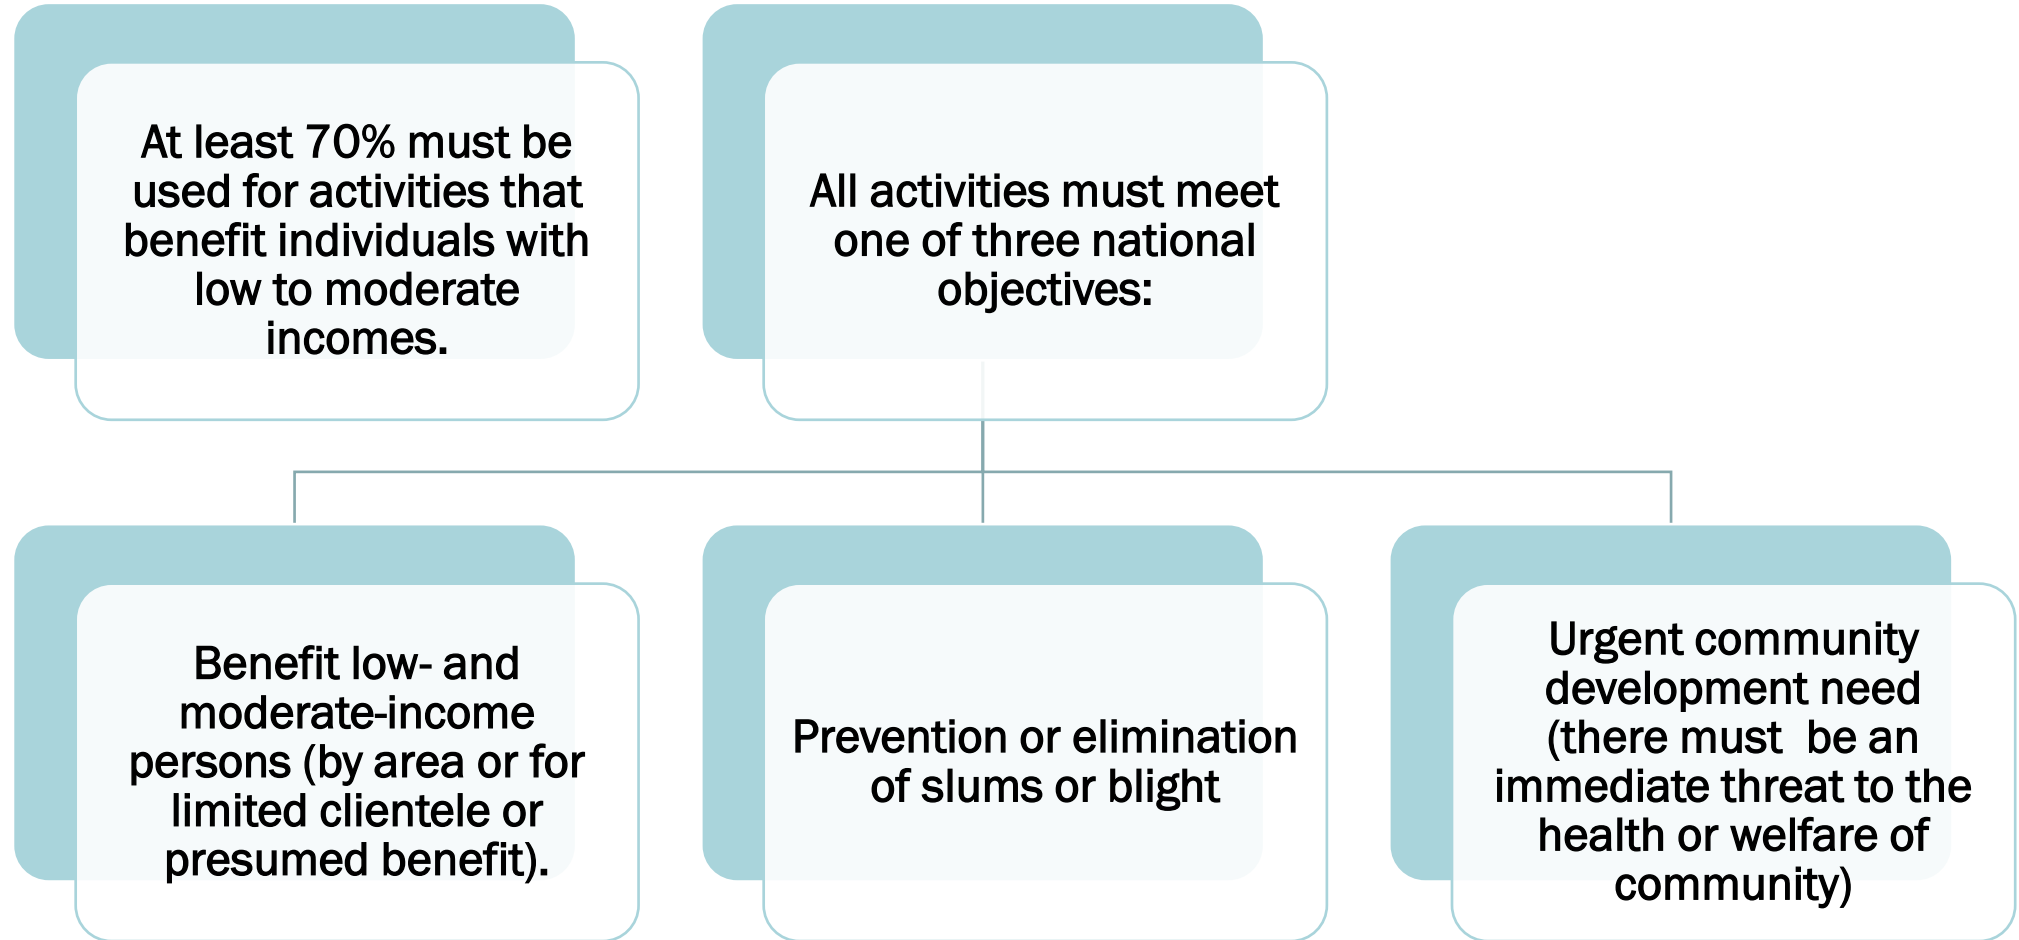 At least 70% must be
used for activities that
benefit individuals with
low to moderate
incomes.
All activities must meet
one of three national
objectives:
Benefit low- and
moderate-income
persons (by area or for
limited clientele or
presumed benefit).
Prevention or elimination
of slums or blight
Urgent community
development need
(there must  be an
immediate threat to the
health or welfare of
community)